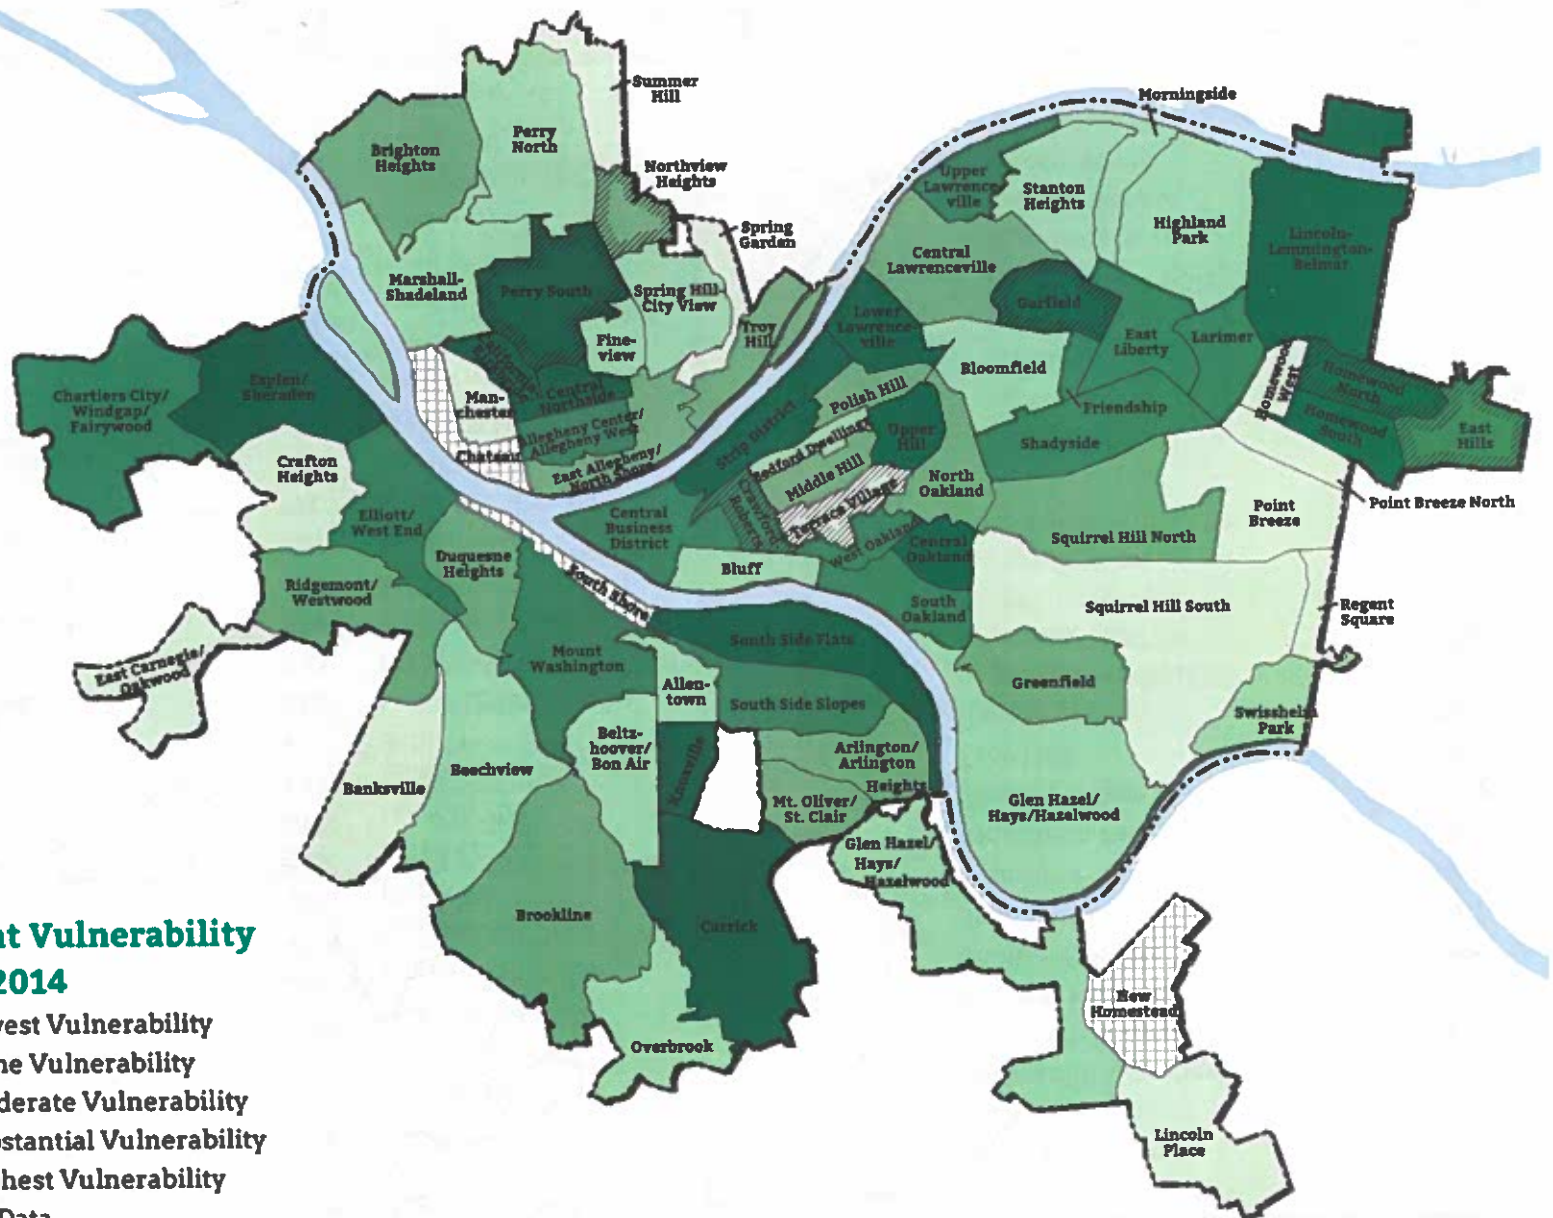 Summer
Hill
Morningside
Perry
North
Brighton
Heights
Northview
Heights
Upper
Lawrence-
ville
Stanton
Heights
Highland
Park
Spring
Garden
Lincoln-
Lemmington-
Belmar
Central
Lawrenceville
Marshall-
Shadeland
Perry South
Spring Hill-
City View
Garfield
Troy
Hill
Lower
Lawrence-
ville
Fine-
view
East
Liberty
Larimer
Bloomfield
California-
Homewood
West
Homewood
North
Chartiers City/
Windgap/
Fairywood
Esplen/
Sheraden
Man-
chester
Central
Northside
Polish Hill
Friendship
Homewood
South
East
Hills
Allegheny Center/
Allegheny West
Strip District
Upper
Hill
Shadyside
Chateau
East Allegheny/
North Shore
Bedford Dwellings
Middle Hill
North
Oakland
Crafton
Heights
Point Breeze North
Point
Breeze
Terrace Village
Crawford
Roberts
Elliott/
West End
Central
Business
District
West Oakland
Central
Oakland
Squirrel Hill North
Duquesne
Heights
Bluff
South Shore
Ridgemont/
Westwood
Squirrel Hill South
Regent
Square
South
Oakland
South Side Flats
Mount
Washington
East Carnegie/
Oakwood
Allen-
town
Greenfield
South Side Slopes
Swisshelm
Park
Beltz-
hoover/
Bon Air
Arlington/
Arlington
Heights
Knoxville
Beechview
Banksville
Mt. Oliver/
St. Clair
Glen Hazel/
Hays/Hazelwood
Glen Hazel/
Hays/
Hazelwood
Brookline
Carrick
New
Homestead
Overbrook
Lincoln
Place
nt Vulnerability
2014
vest Vulnerability
ne Vulnerability
derate Vulnerability
bstantial Vulnerability
hest Vulnerability
Data